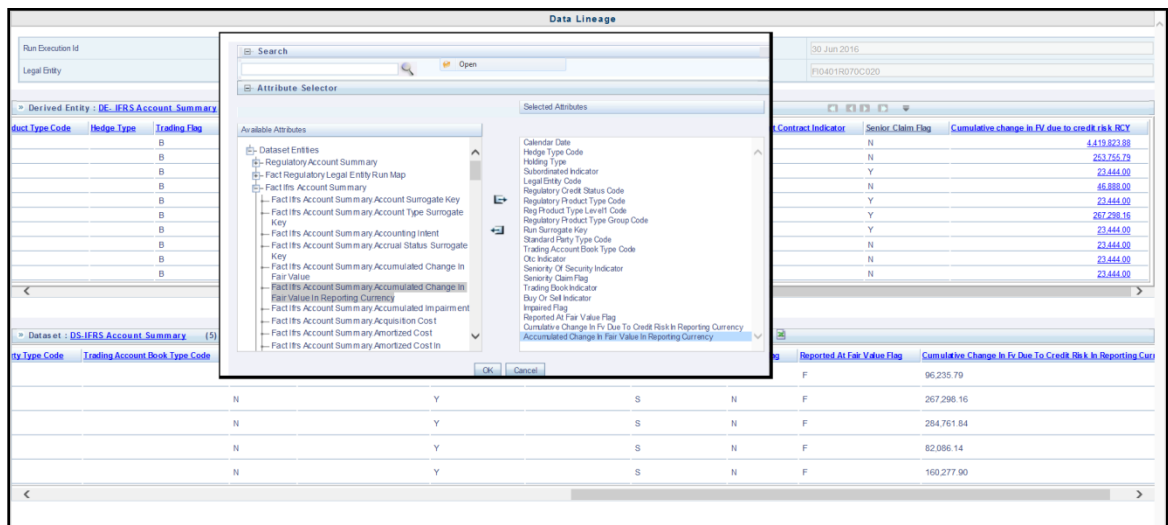 Data Lineage
Run Execution Id
30 Jun 2016
Legal Entity
FI0401R070C020
Search
Open
Attribute Selector
Selected Attributes
Available Attributes
Dataset Entities
Regulatory Account Summary
Fact Regulatory Legal Entity Run Map
Fact Ifrs Account Summary
Fact Ifrs Account Summary.Account Surrogate Key
Fact Ifrs Account Summary.Account Type Surrogate
Key
Fact Ifrs Account Summary.Accounting Intent
Fact Ifrs Account Summary.Accrual Status Surrogate
Key
Fact Ifrs Account Summary.Accumulated Change In
Fair Value
Fact Ifrs Account Summary.Accumulated Change In
Fair Value In Reporting Currency
Fact Ifrs Account Summary.Accumulated Impairment
Fact Ifrs Account Summary.Acquisition Cost
Fact Ifrs Account Summary.Amortized Cost
Fact Ifrs Account Summary.Amortized Cost In
Calendar Date
Hedge Type Code
Holding Type
Subordinated Indicator
Legal Entity Code
Regulatory Credit Status Code
Regulatory Product Type Code
Reg Product Type Level1 Code
Regulatory Product Type Group Code
Run Surrogate Key
Standard Party Type Code
Trading Account Book Type Code
Otc Indicator
Seniority Of Security Indicator
Seniority Claim Flag
Trading Book Indicator
Buy Or Sell Indicator
Impaired Flag
Reported At Fair Value Flag
Cumulative Change In Fv Due To Credit Risk In Reporting Currency
Accumulated Change In Fair Value In Reporting Currency
OK Cancel
» Derived Entity : DE- IFRS Account Summary
duct Type Code Hedge Type Trading Flag t Contract Indicator Senior Claim Flag Cumulative change in FV due to credit risk RCY
B N 4,419,823.88
B N 253,755.79
B Y 23,444.00
B N 46,888.00
B Y 23,444.00
B Y 267,298.16
B Y 23,444.00
B N 23,444.00
B N 23,444.00
B N 23,444.00
» Dataset : DS-IFRS Account Summary (5)
ty Type Code Trading Account Book Type Code ag Reported At Fair Value Flag Cumulative Change In Fv Due To Credit Risk In Reporting Curr
F 96,235.79
N Y S N F 267,298.16
N Y S N F 284,761.84
N Y S N F 82,086.14
N Y S N F 160,277.90